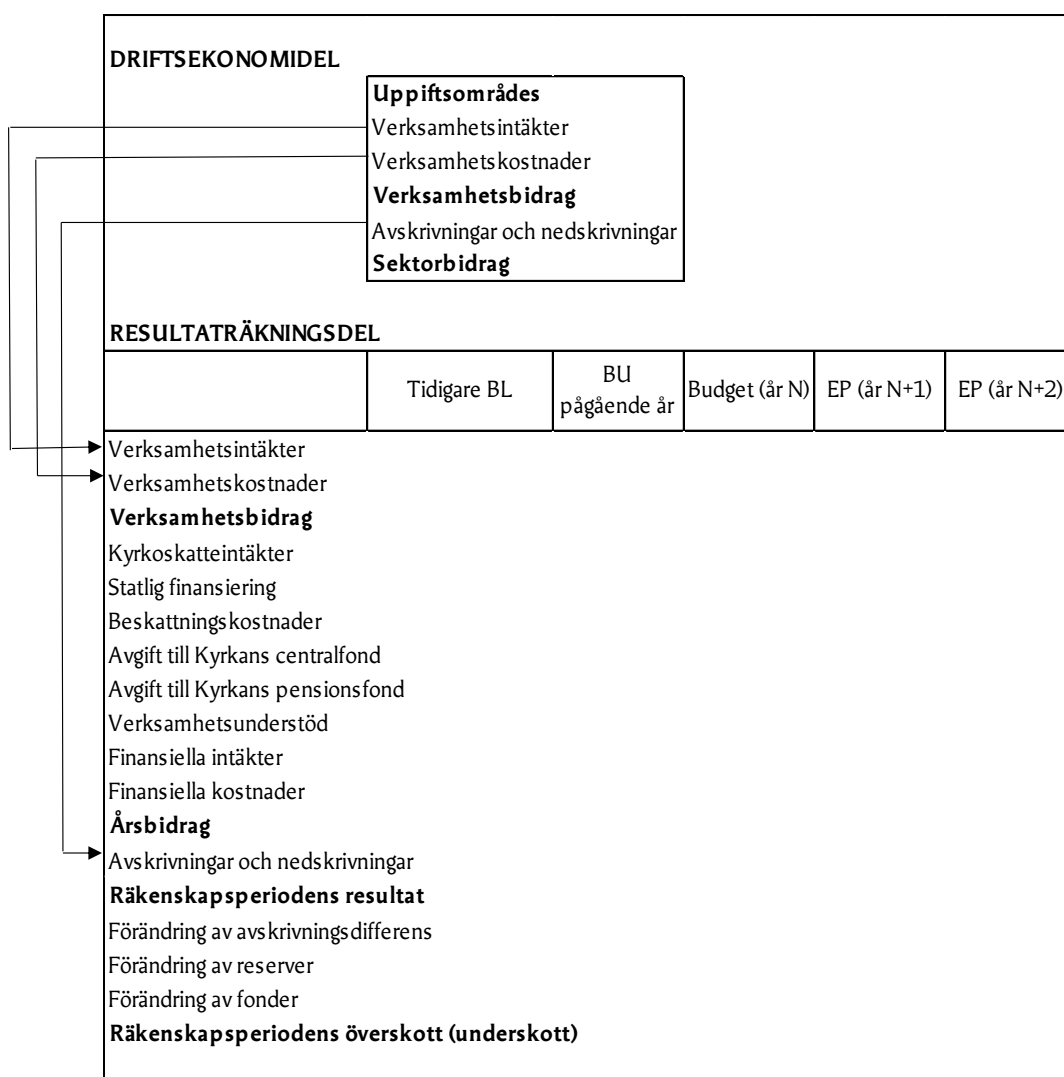 DRIFTSEKONOMIDEL
Uppiftsområdes
Verksamhetsintäkter
Verksamhetskostnader
Verksamhetsbidrag
Avskrivningar och nedskrivningar
Sektorbidrag
RESULTATRÄKNINGSDEL
Tidigare BL
BU pågående år
Budget (år N)
EP (år N+1)
EP (år N+2)
Verksamhetsintäkter
Verksamhetskostnader
Verksamhetsbidrag
Kyrkoskatteintäkter
Statlig finansiering
Beskattningskostnader
Avgift till Kyrkans centralfond
Avgift till Kyrkans pensionsfond
Verksamhetsunderstöd
Finansiella intäkter
Finansiella kostnader
Årsbidrag
Avskrivningar och nedskrivningar
Räkenskapsperiodens resultat
Förändring av avskrivningsdifferens
Förändring av reserver
Förändring av fonder
Räkenskapsperiodens överskott (underskott)